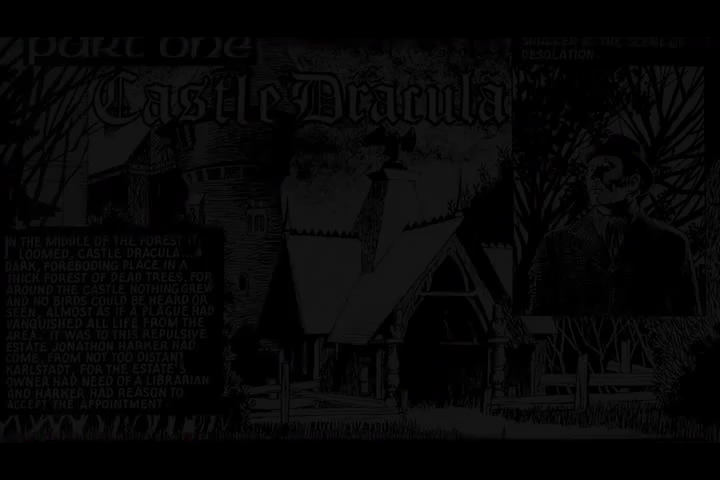 part one
Castle Dracula
IN THE MIDDLE OF THE FOREST IT
LOOMED, CASTLE DRACULA...A
DARK, FOREBODING PLACE IN A
THICK FOREST OF DEAD TREES. FOR
AROUND THE CASTLE NOTHING GREW
AND NO BIRDS COULD BE HEARD OR
SEEN, ALMOST AS IF A PLAGUE HAD
VANQUISHED ALL LIFE FROM THE
AREA. IT WAS TO THIS REPULSIVE
ESTATE JONATHON HARKER HAD
COME, FROM NOT TOO DISTANT
KARLSTADT, FOR THE ESTATE'S
OWNER HAD NEED OF A LIBRARIAN
AND HARKER HAD REASON TO
ACCEPT THE APPOINTMENT.
AT THE SCENE OF
DESOLATION.